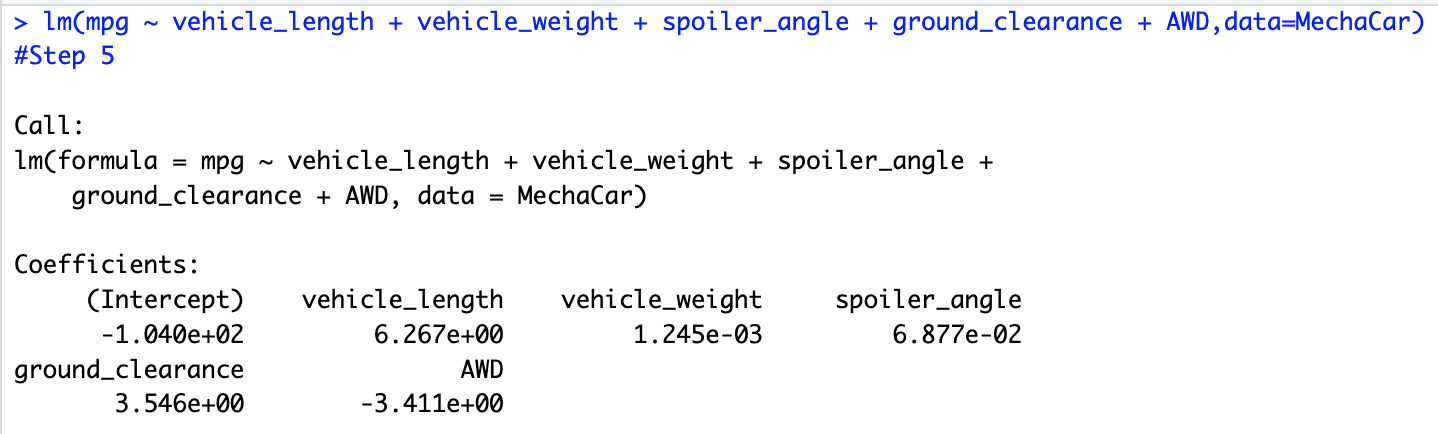 > lm(mpg ~ vehicle_length + vehicle_weight + spoiler_angle + ground_clearance + AWD,data=MechaCar)
#Step 5
Call:
lm(formula = mpg ~ vehicle_length + vehicle_weight + spoiler_angle +
    ground_clearance + AWD, data = MechaCar)
Coefficients:
     (Intercept)    vehicle_length    vehicle_weight     spoiler_angle
      -1.040e+02         6.267e+00         1.245e-03         6.877e-02
ground_clearance               AWD
       3.546e+00        -3.411e+00